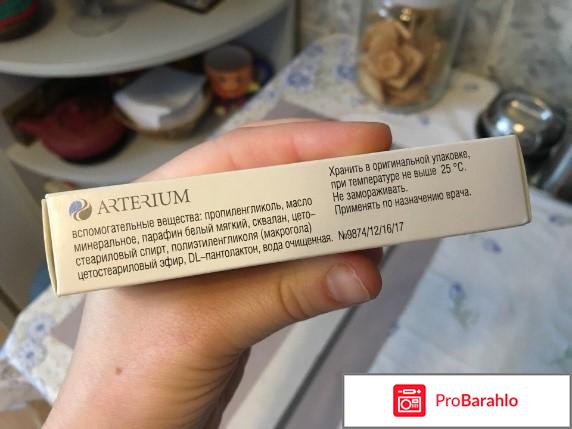 ARTERIUM
вспомогательные вещества: пропиленгликоль, масло
минеральное, парафин белый мягкий, сквалан, цето-
стеариловый спирт, полиэтиленгликоля (макрогола)
цетостеариловый эфир, DL–пантолактон, вода очищенная.
№9874/12/16/17
Хранить в оригинальной упаковке,
при температуре не выше 25 °С.
Не замораживать.
Применять по назначению врача.
ProBarahlo